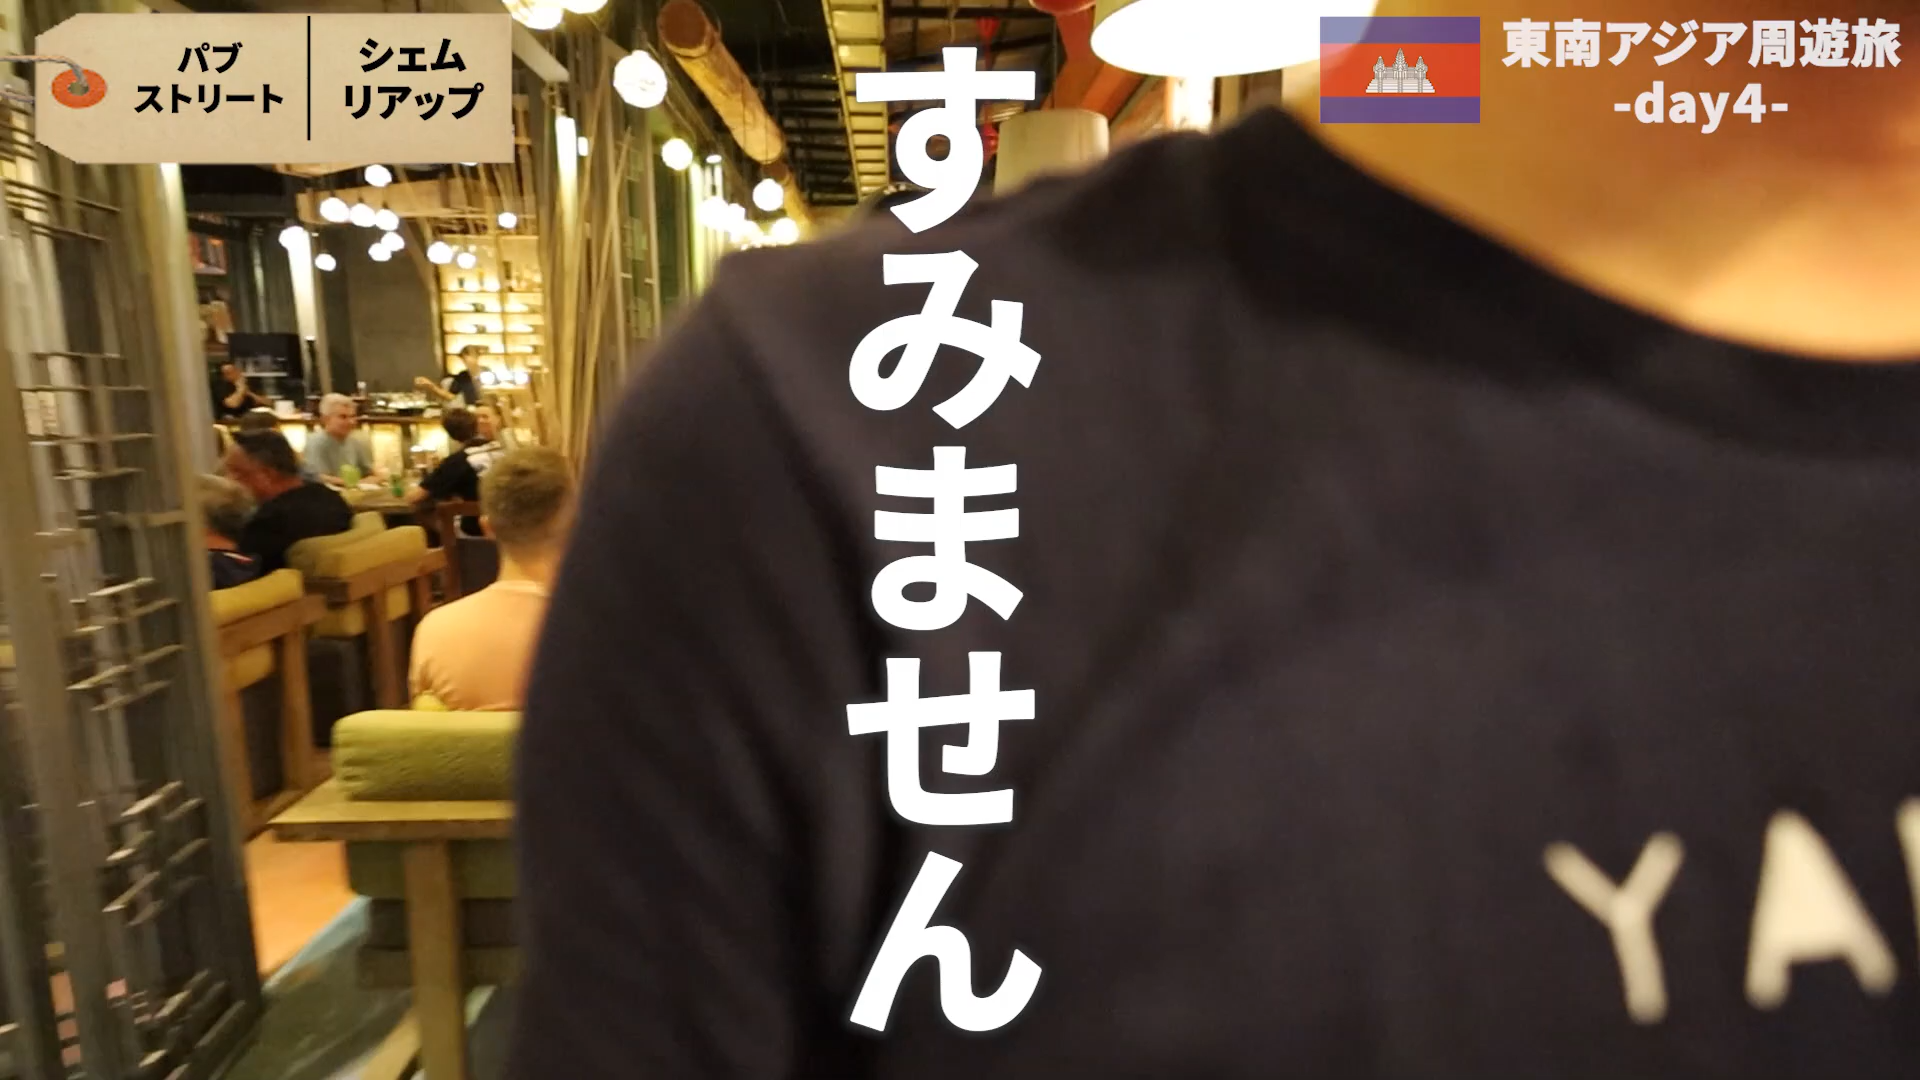 パブ
ストリート
シェム
リアップ
すみません
東南アジア周遊旅
-day4-
YA